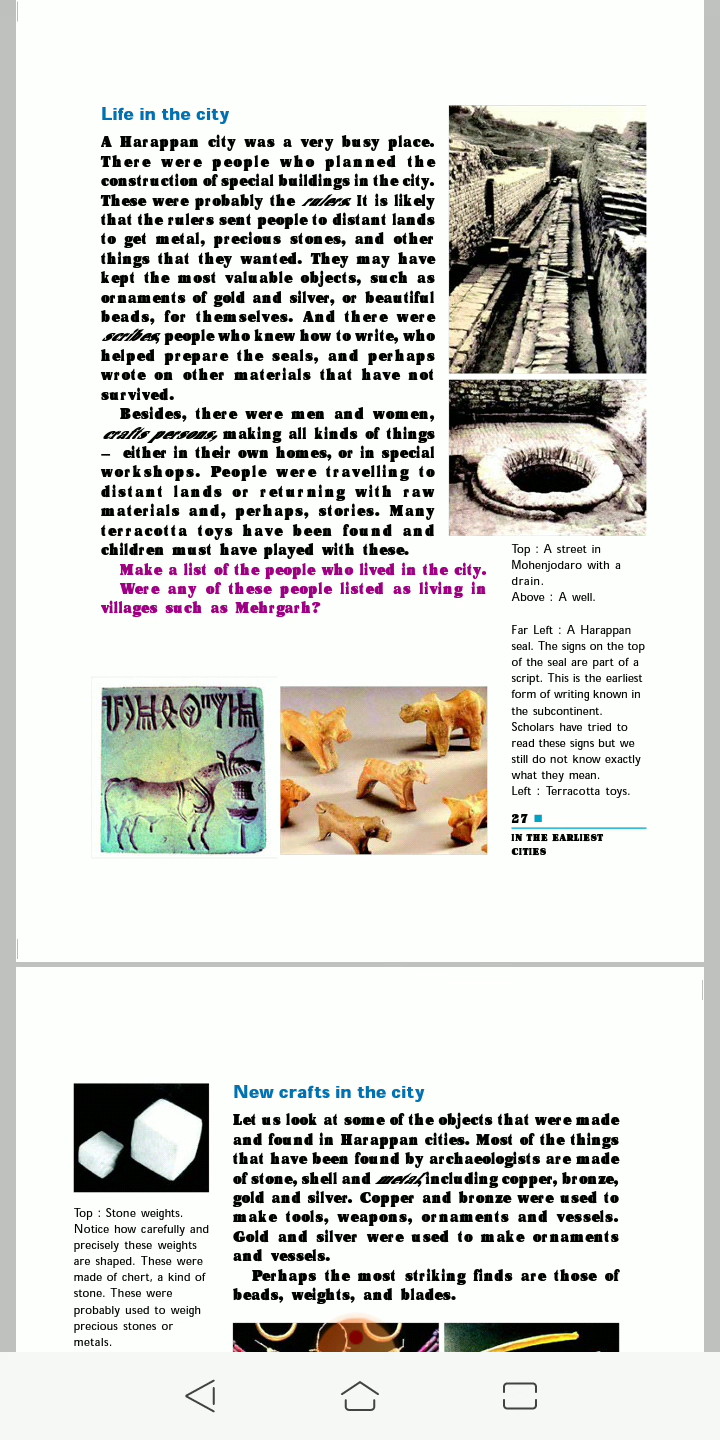 Life in the city
A Harappan city was a very busy place.
There were people who planned the
construction of special buildings in the city.
These were probably the rulers. It is likely
that the rulers sent people to distant lands
to get metal, precious stones, and other
things that they wanted. They may have
kept the most valuable objects, such as
ornaments of gold and silver, or beautiful
beads, for themselves. And there were
scribes, people who knew how to write, who
helped prepare the seals, and perhaps
wrote on other materials that have not
survived.
Besides, there were men and women,
crafts persons, making all kinds of things
– either in their own homes, or in special
workshops. People were travelling to
distant lands or returning with raw
materials and, perhaps, stories. Many
terracotta toys have been found and
children must have played with these.
Make a list of the people who lived in the city.
Were any of these people listed as living in
villages such as Mehrgarh?
Top : A street in
Mohenjodaro with a
drain.
Above : A well.
Far Left : A Harappan
seal. The signs on the top
of the seal are part of a
script. This is the earliest
form of writing known in
the subcontinent.
Scholars have tried to
read these signs but we
still do not know exactly
what they mean.
Left : Terracotta toys.
27
IN THE EARLIEST
CITIES
New crafts in the city
Let us look at some of the objects that were made
and found in Harappan cities. Most of the things
that have been found by archaeologists are made
of stone, shell and metal, including copper, bronze,
gold and silver. Copper and bronze were used to
make tools, weapons, ornaments and vessels.
Gold and silver were used to make ornaments
and vessels.
Perhaps the most striking finds are those of
beads, weights, and blades.
Top : Stone weights.
Notice how carefully and
precisely these weights
are shaped. These were
made of chert, a kind of
stone. These were
probably used to weigh
precious stones or
metals.